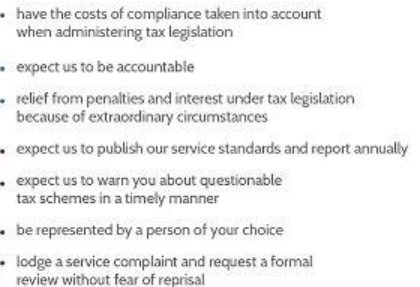 • have the costs of compliance taken into account
when administering tax legislation
• expect us to be accountable
• relief from penalties and interest under tax legislation
because of extraordinary circumstances
• expect us to publish our service standards and report annually
• expect us to warn you about questionable
tax schemes in a timely manner
• be represented by a person of your choice
• lodge a service complaint and request a formal
review without fear of reprisal